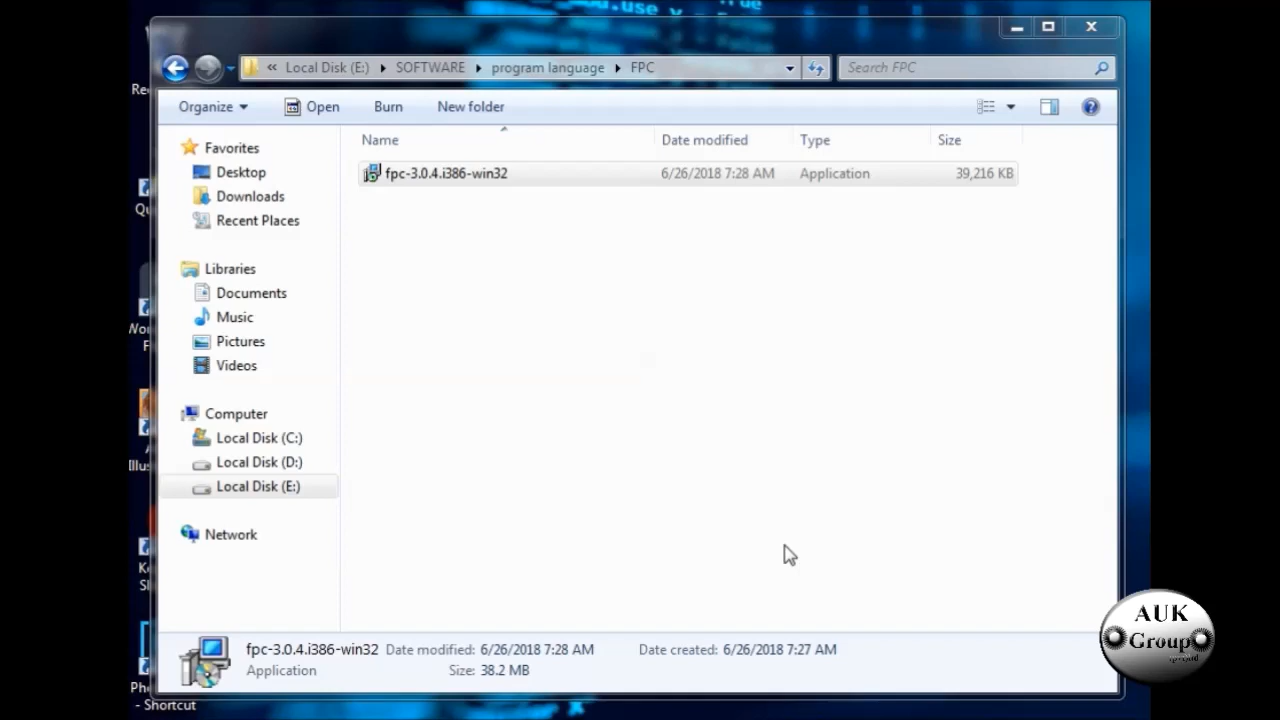 Local Disk (E:) SOFTWARE program language FPC Search FPC
Organize Open Burn New folder
Name Date modified Type Size
fpc-3.0.4.i386-win32 6/26/2018 7:28 AM Application 39,216 KB
Favorites
Desktop
Downloads
Recent Places
Libraries
Documents
Music
Pictures
Videos
Computer
Local Disk (C:)
Local Disk (D:)
Local Disk (E:)
Network
fpc-3.0.4.i386-win32 Date modified: 6/26/2018 7:28 AM Date created: 6/26/2018 7:27 AM
Application Size: 38.2 MB
- Shortcut
AUK
Group